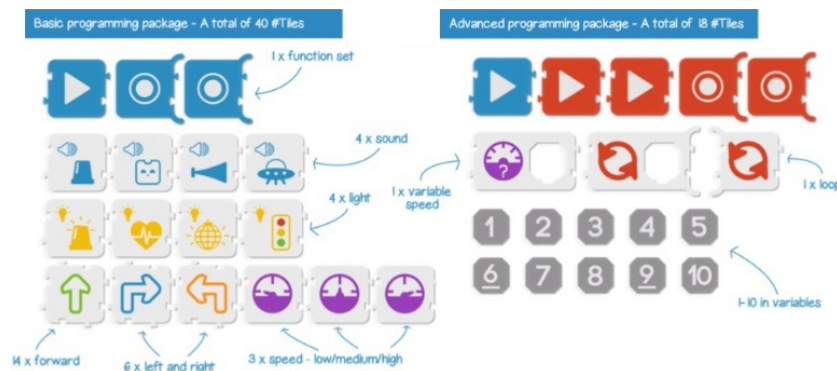 Basic programming package - A total of 40 #Tiles
1 x function set
4 x sound
4 x light
14 x forward
6 x left and right
3 x speed - low/medium/high
Advanced programming package - A total of 18 #Tiles
?
1 x variable
speed
1 x loop
1 2 3 4 5
6 7 8 9 10
1-10 in variables